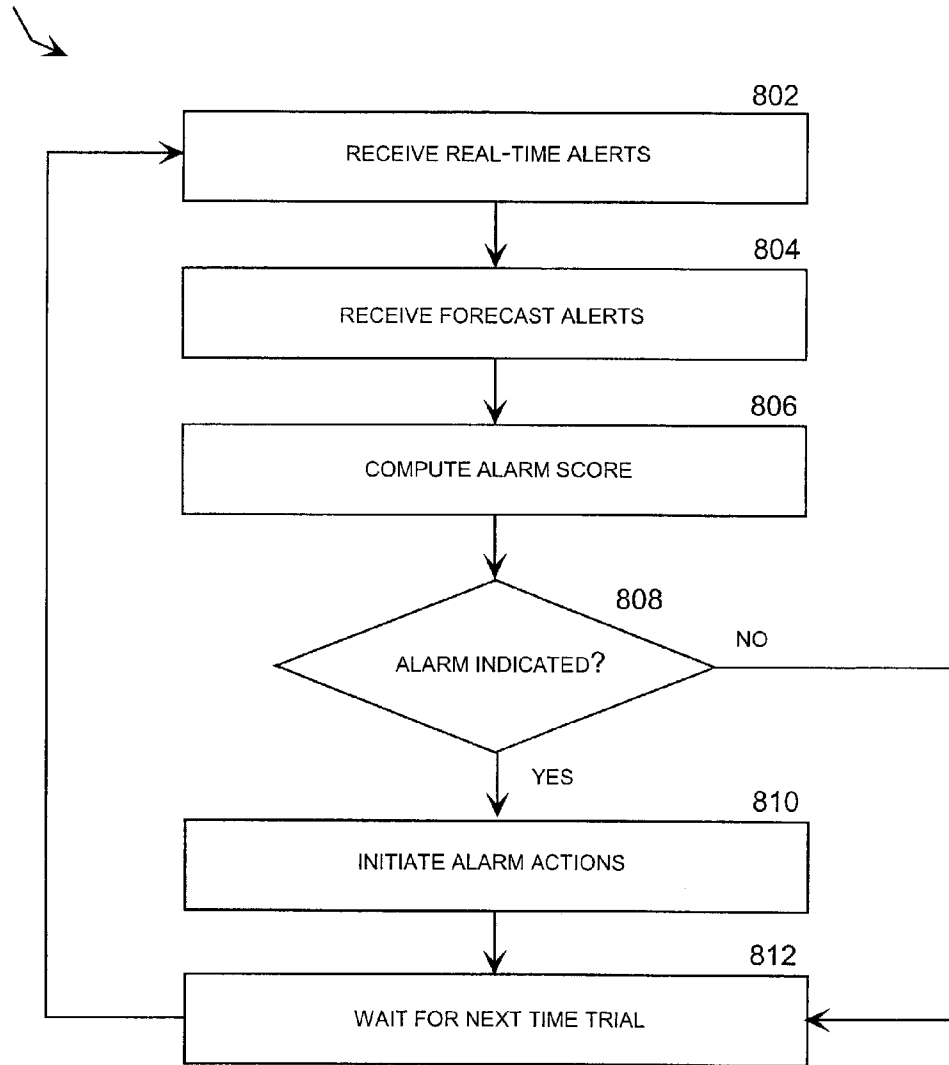 802
RECEIVE REAL-TIME ALERTS
804
RECEIVE FORECAST ALERTS
806
COMPUTE ALARM SCORE
808
ALARM INDICATED?
NO
YES
810
INITIATE ALARM ACTIONS
812
WAIT FOR NEXT TIME TRIAL